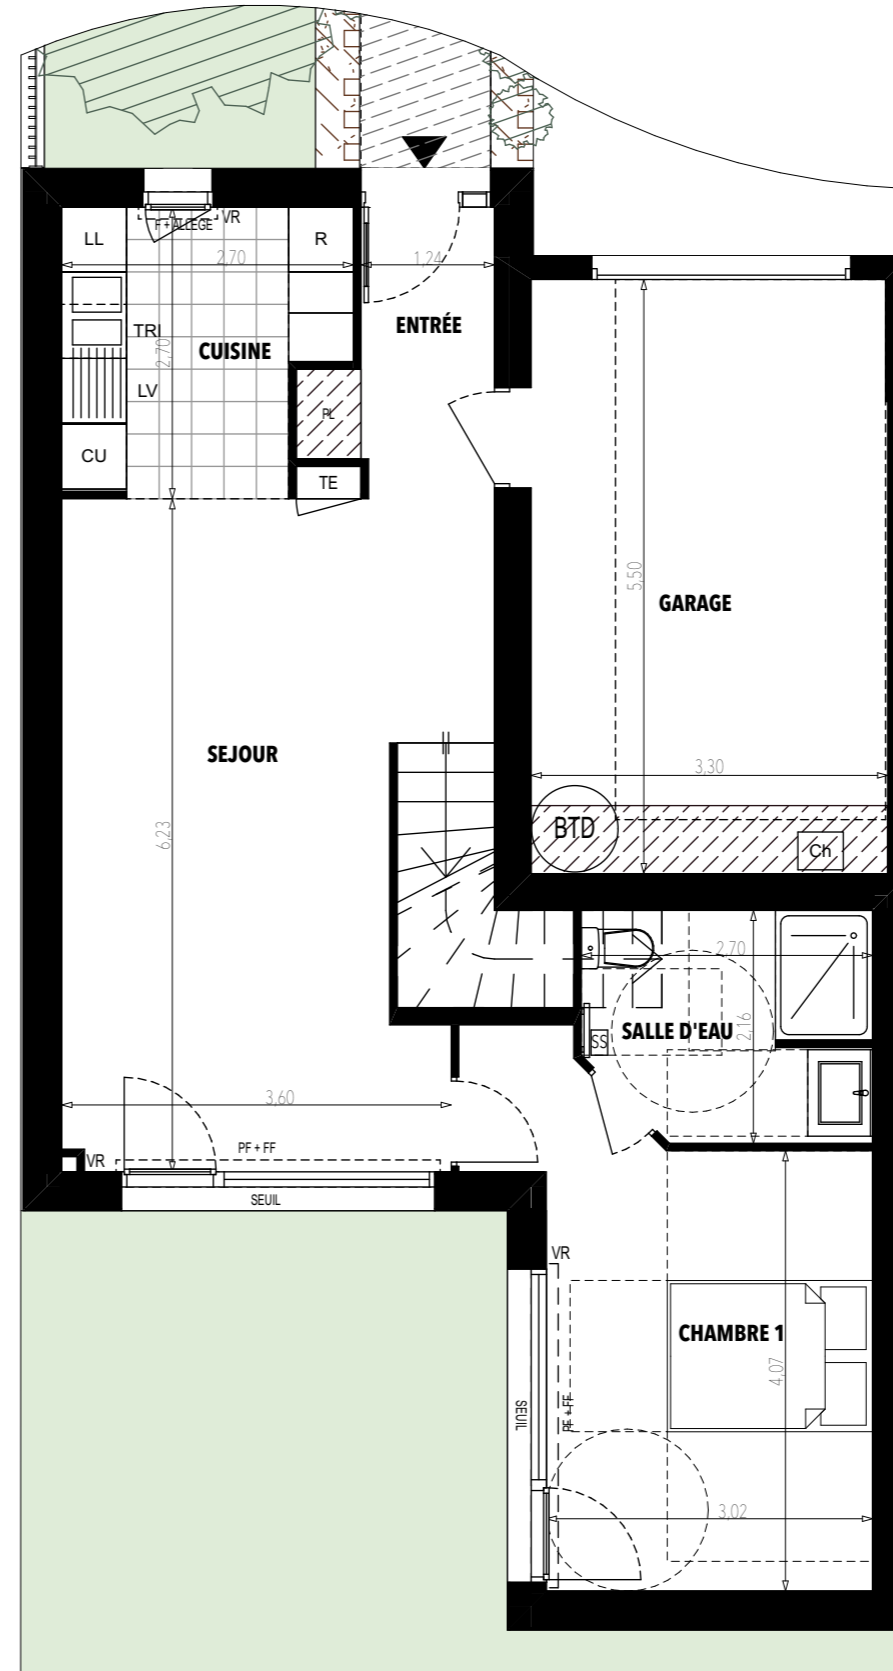 LL
F + ALLEGE
VR
R
2,70
1,24
ENTRÉE
TRI
CUISINE
2,70
LV
PL
CU
TE
5,50
GARAGE
SEJOUR
3,30
6,23
BTD
Ch
2,70
SALLE D'EAU
2,16
SS
3,60
VR
PF + FF
SEUIL
VR
CHAMBRE 1
4,07
SEUIL
PF + FF
3,02